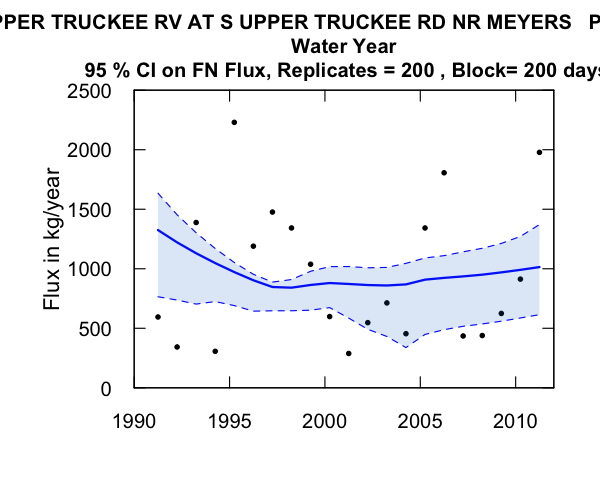 PPER TRUCKEE RV AT S UPPER TRUCKEE RD NR MEYERS P
Water Year
95 % CI on FN Flux, Replicates = 200 , Block= 200 days
2500
2000
1500
1000
500
0
Flux in kg/year
1990 1995 2000 2005 2010